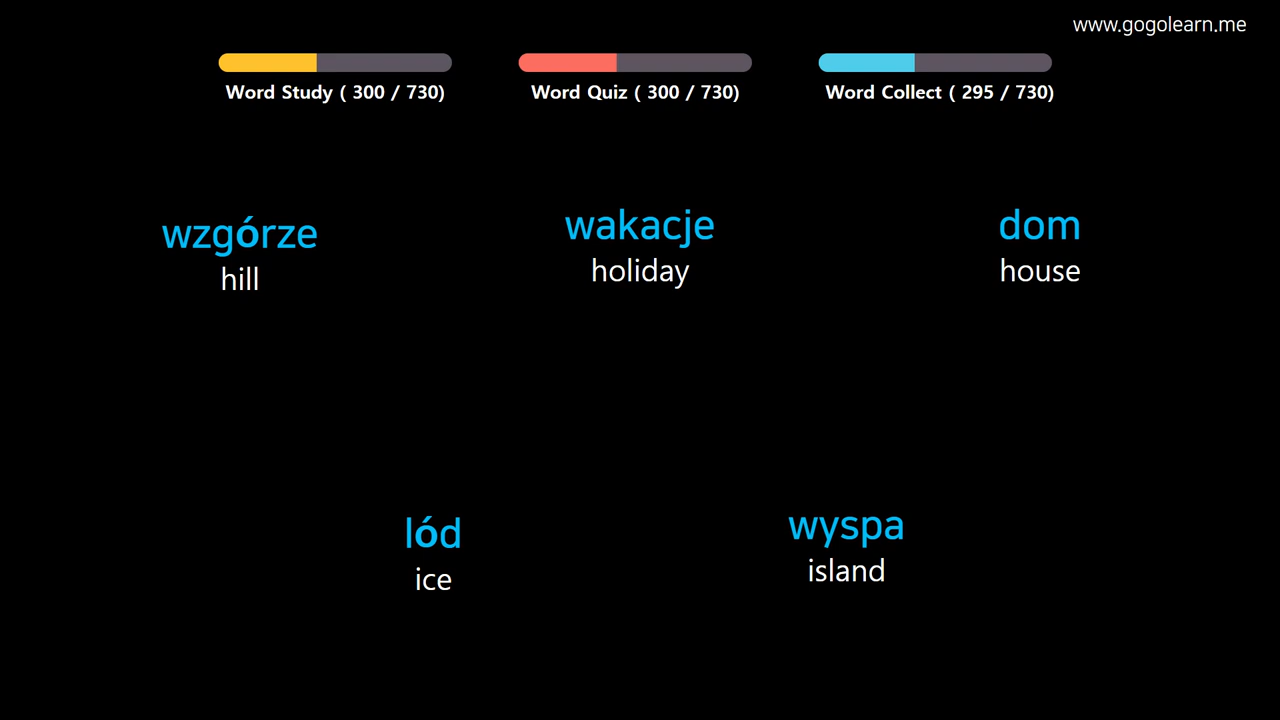 www.gogolearn.me
Word Study ( 300 / 730)
Word Quiz ( 300 / 730)
Word Collect ( 295 / 730)
wzgórze
hill
wakacje
holiday
dom
house
lód
ice
wyspa
island